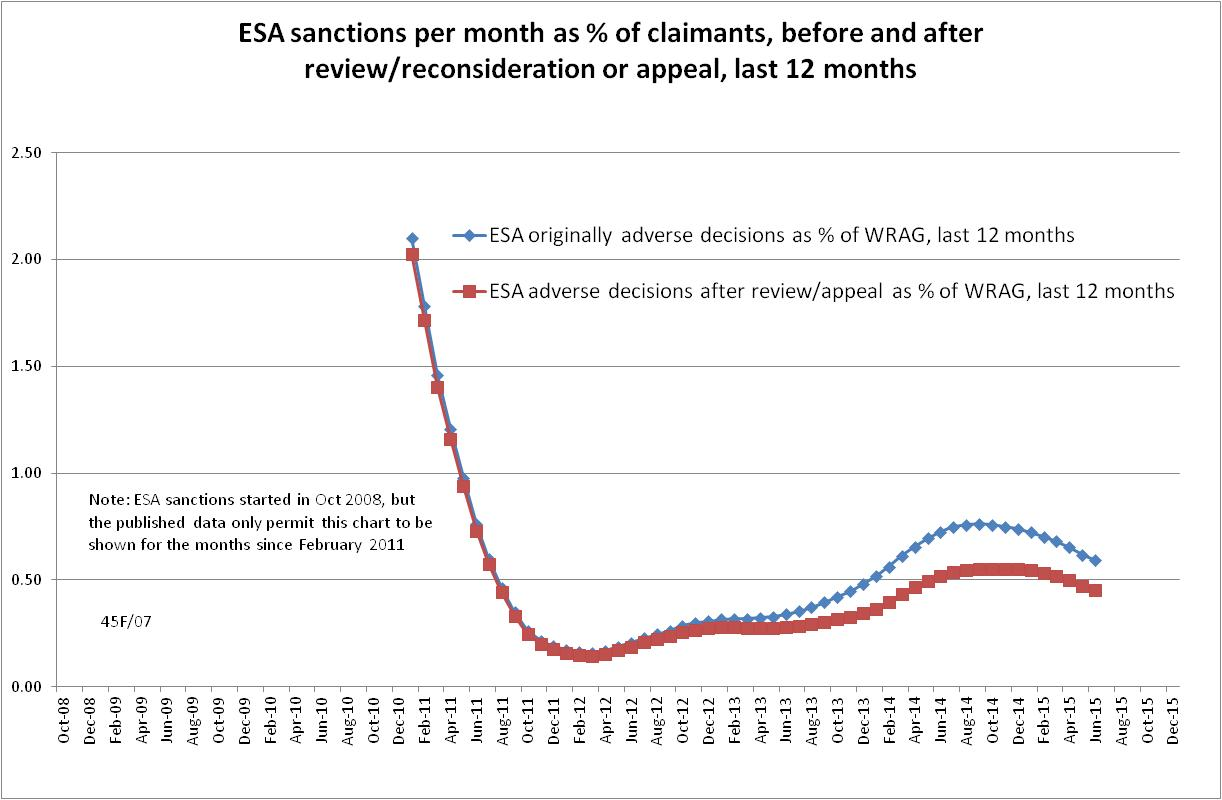 ESA sanctions per month as % of claimants, before and after
review/reconsideration or appeal, last 12 months
2.50
ESA originally adverse decisions as % of WRAG, last 12 months
2.00
ESA adverse decisions after review/appeal as % of WRAG, last 12 months
1.50
1.00
Note: ESA sanctions started in Oct 2008, but
the published data only permit this chart to be
shown for the months since February 2011
0.50
45F/07
0.00
Oct-08
Dec-08
Feb-09
Apr-09
Jun-09
Aug-09
Oct-09
Dec-09
Feb-10
Apr-10
Jun-10
Aug-10
Oct-10
Dec-10
Feb-11
Apr-11
Jun-11
Aug-11
Oct-11
Dec-11
Feb-12
Apr-12
Jun-12
Aug-12
Oct-12
Dec-12
Feb-13
Apr-13
Jun-13
Aug-13
Oct-13
Dec-13
Feb-14
Apr-14
Jun-14
Aug-14
Oct-14
Dec-14
Feb-15
Apr-15
Jun-15
Aug-15
Oct-15
Dec-15